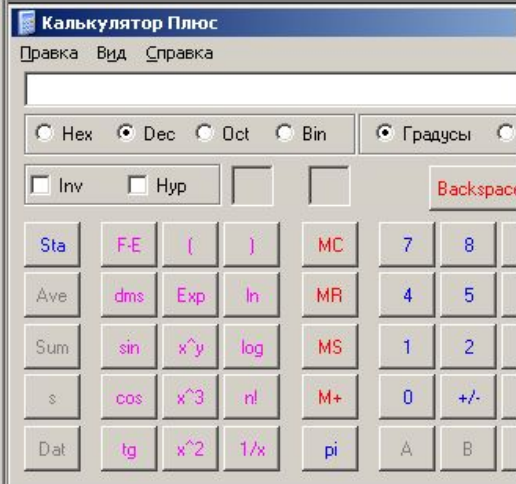 Калькулятор Плюс
Правка Вид Справка
Hex Dec Oct Bin Градусы
Inv Hyp Backspace
Sta F-E ( ) MC 7 8
Ave dms Exp ln MR 4 5
Sum sin x^y log MS 1 2
s cos x^3 n! M+ 0 +/-
Dat tg x^2 1/x pi A B